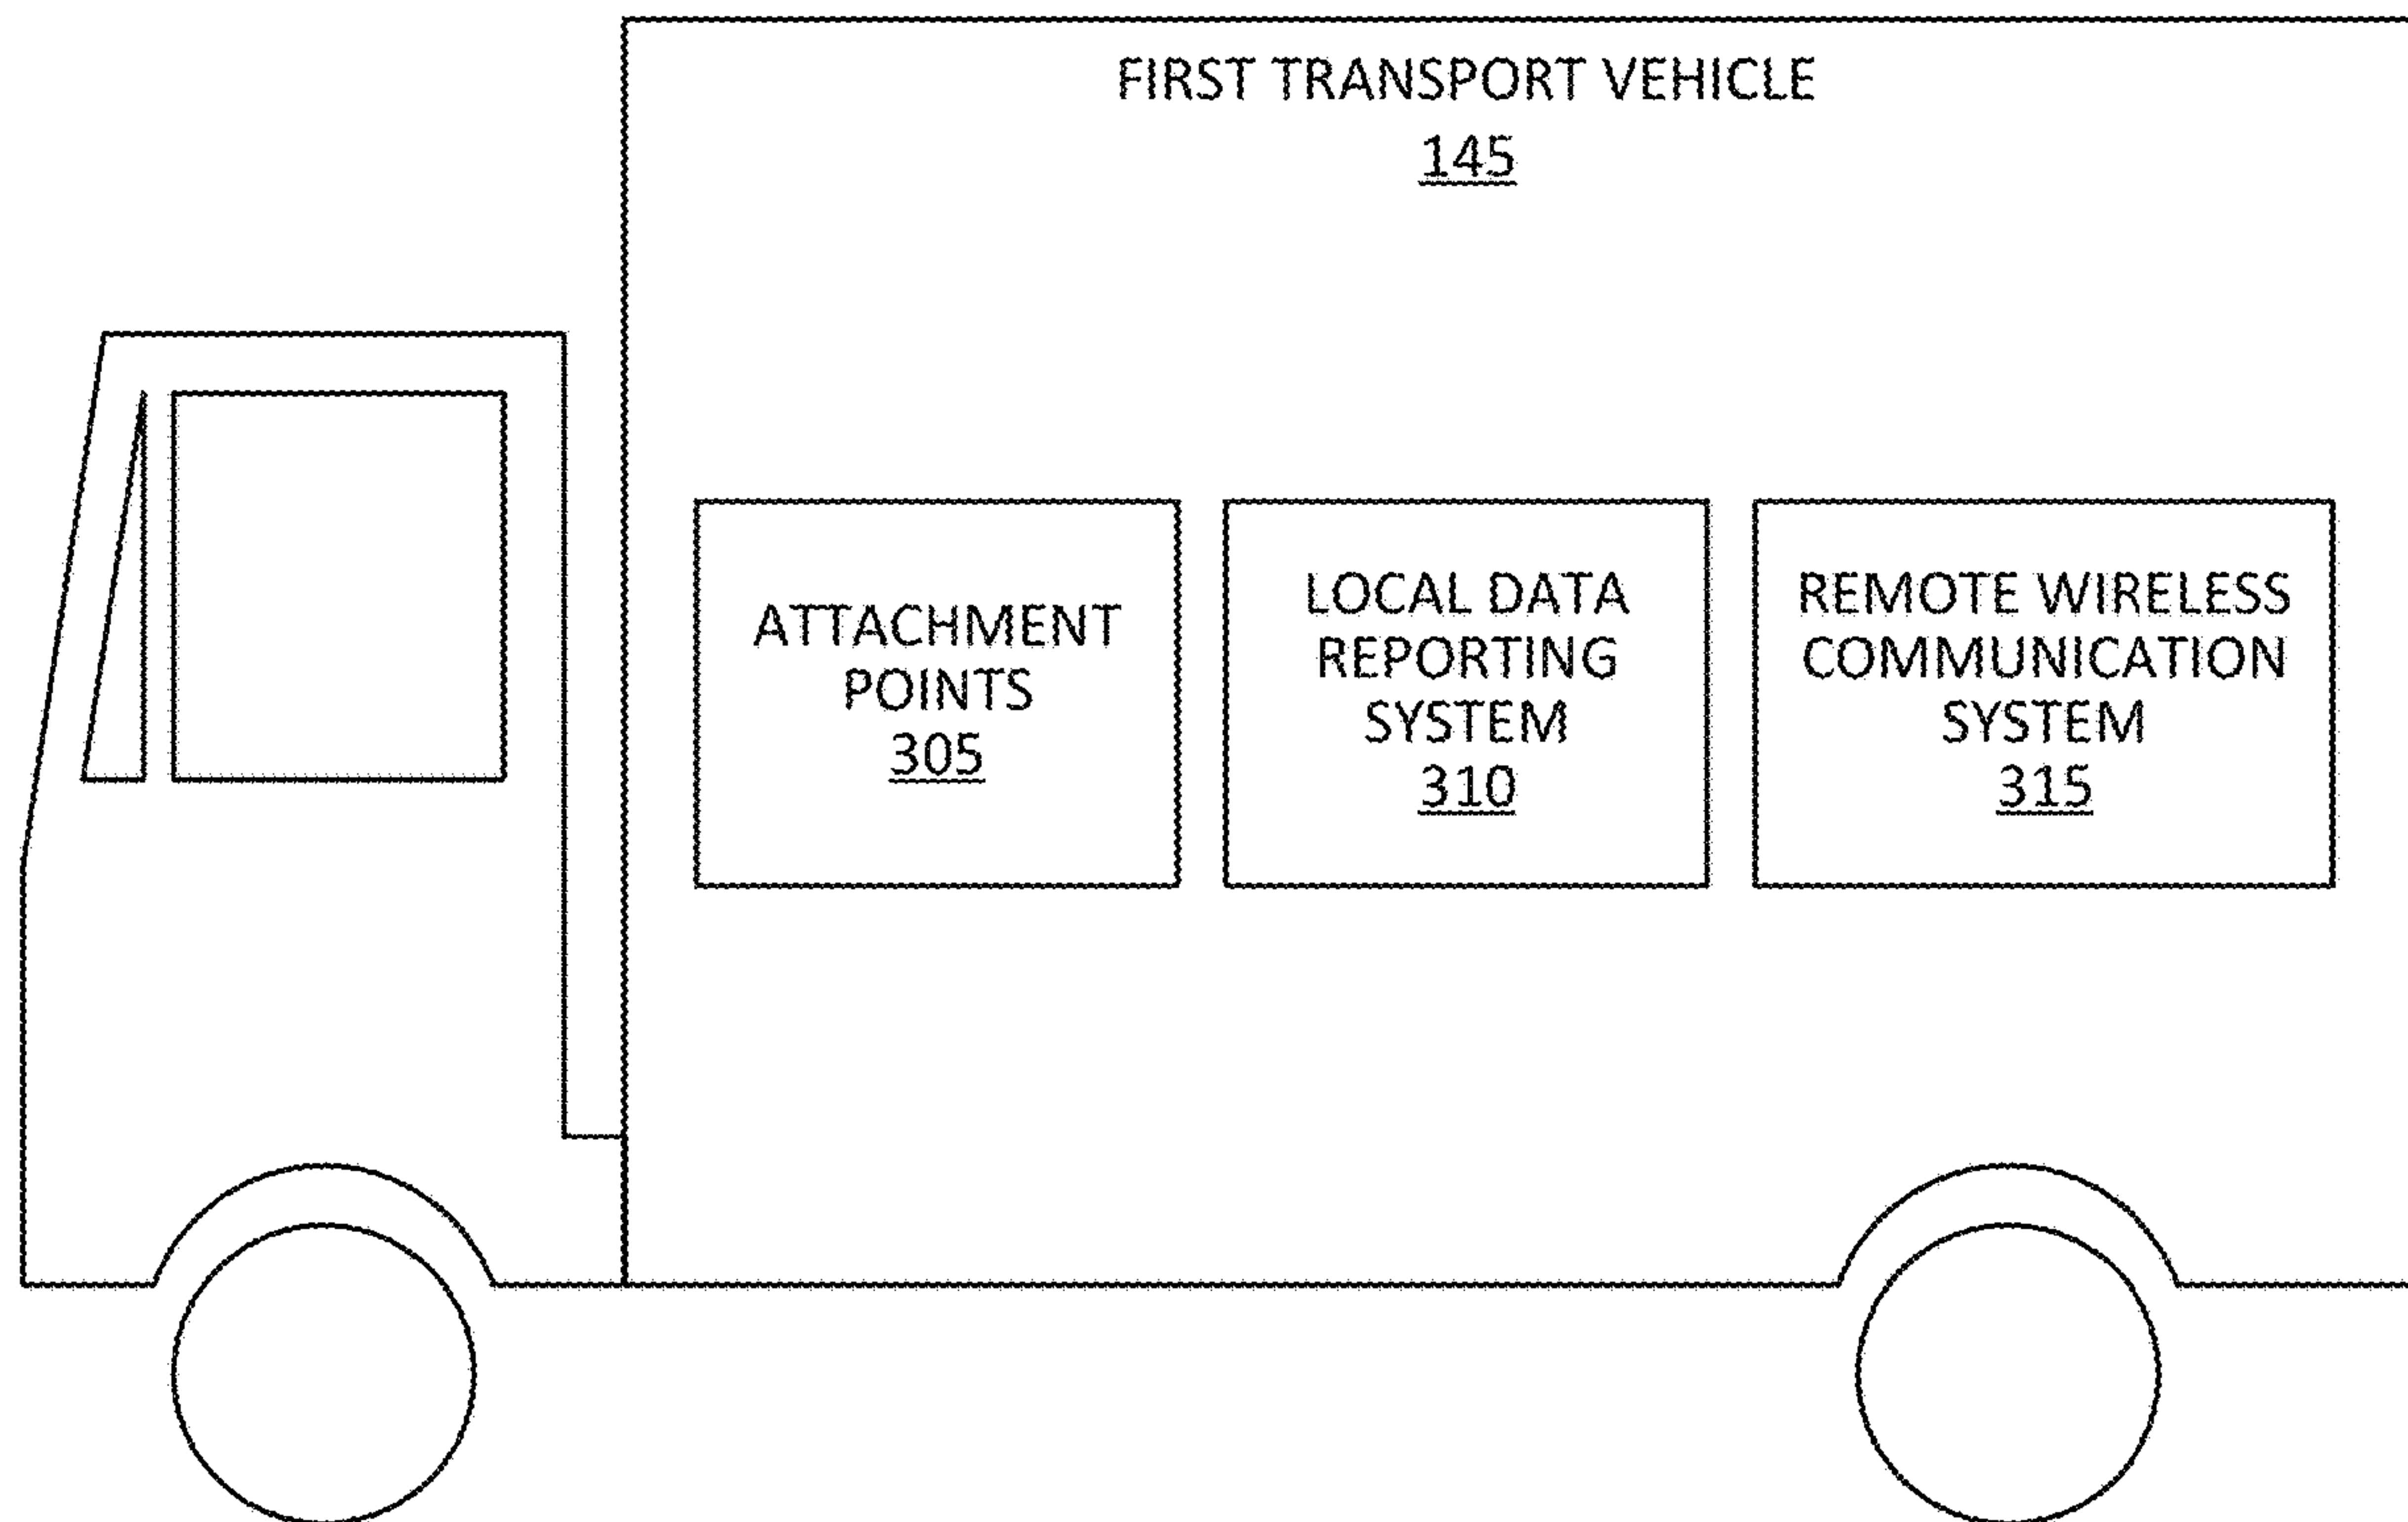 FIRST TRANSPORT VEHICLE
145
ATTACHMENT
POINTS
305
LOCAL DATA
REPORTING
SYSTEM
310
REMOTE WIRELESS
COMMUNICATION
SYSTEM
315